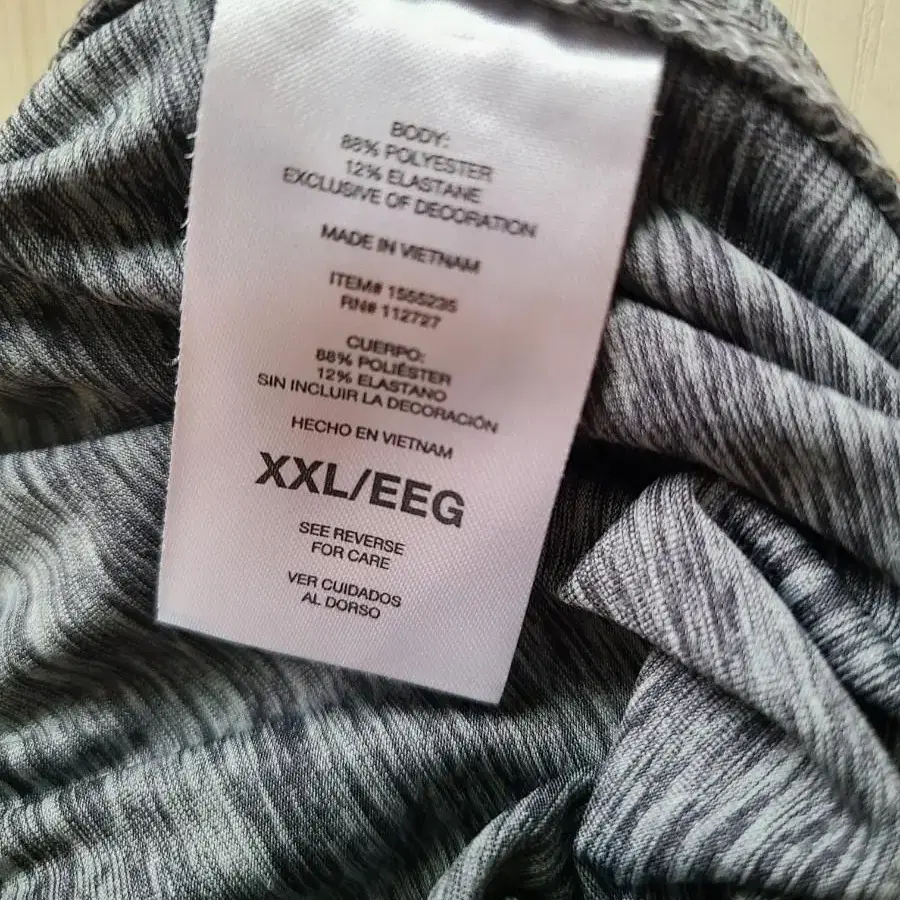 BODY:
88% POLYESTER
12% ELASTANE
EXCLUSIVE OF DECORATION
MADE IN VIETNAM
ITEM# 1555235
RN# 112727
CUERPO:
88% POLIÉSTER
12% ELASTANO
SIN INCLUIR LA DECORACIÓN
HECHO EN VIETNAM
XXL/EEG
SEE REVERSE
FOR CARE
VER CUIDADOS
AL DORSO